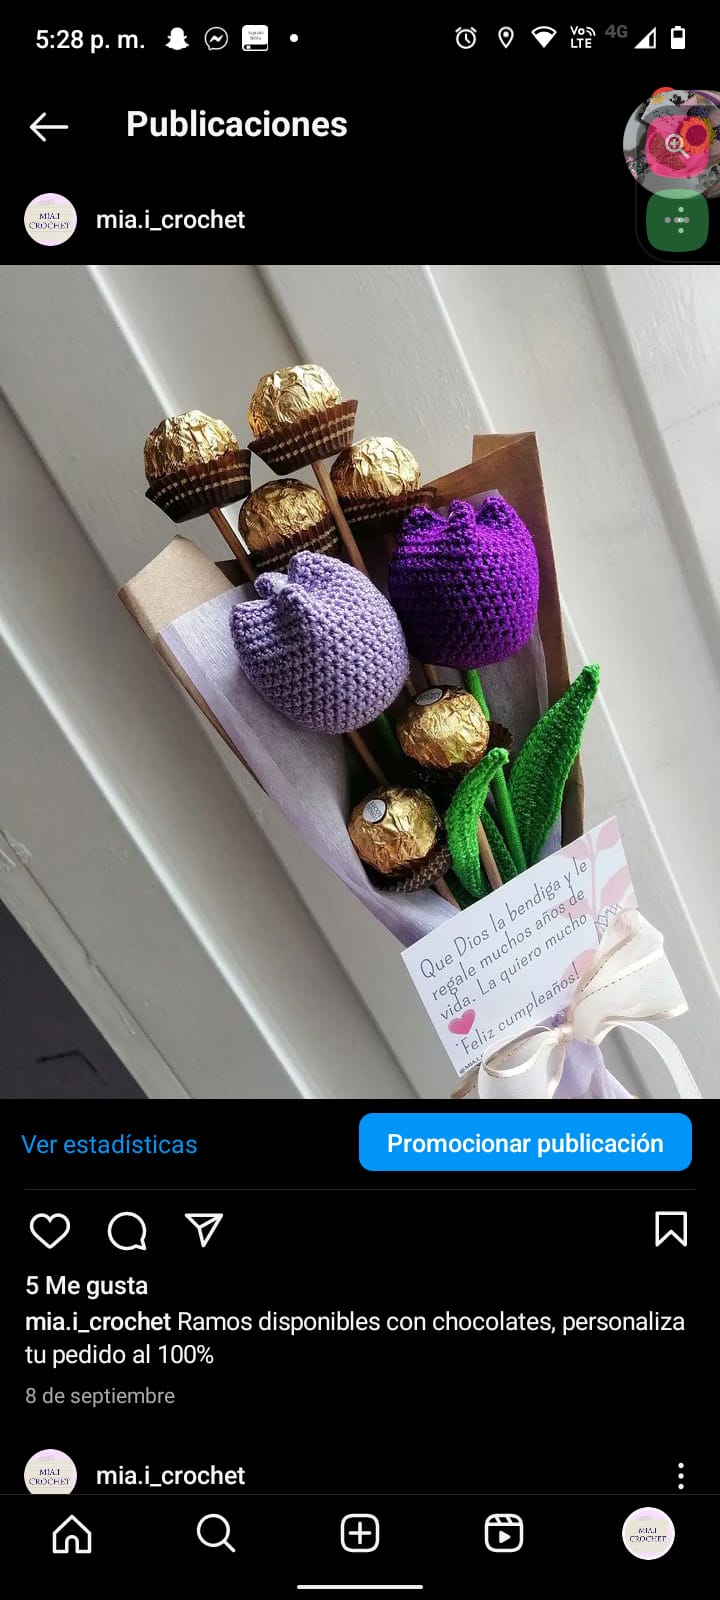 5:28 p. m.
Vo
LTE
4G
Publicaciones
MIA.I
CROCHET
mia.i_crochet
Que Dios la bendiga y le
regale muchos años de
vida. La quiero mucho
¡Feliz cumpleaños!
Ver estadísticas
Promocionar publicación
5 Me gusta
mia.i_crochet Ramos disponibles con chocolates, personaliza
tu pedido al 100%
8 de septiembre
MIA.I
CROCHET
mia.i_crochet
MIA.I
CROCHET